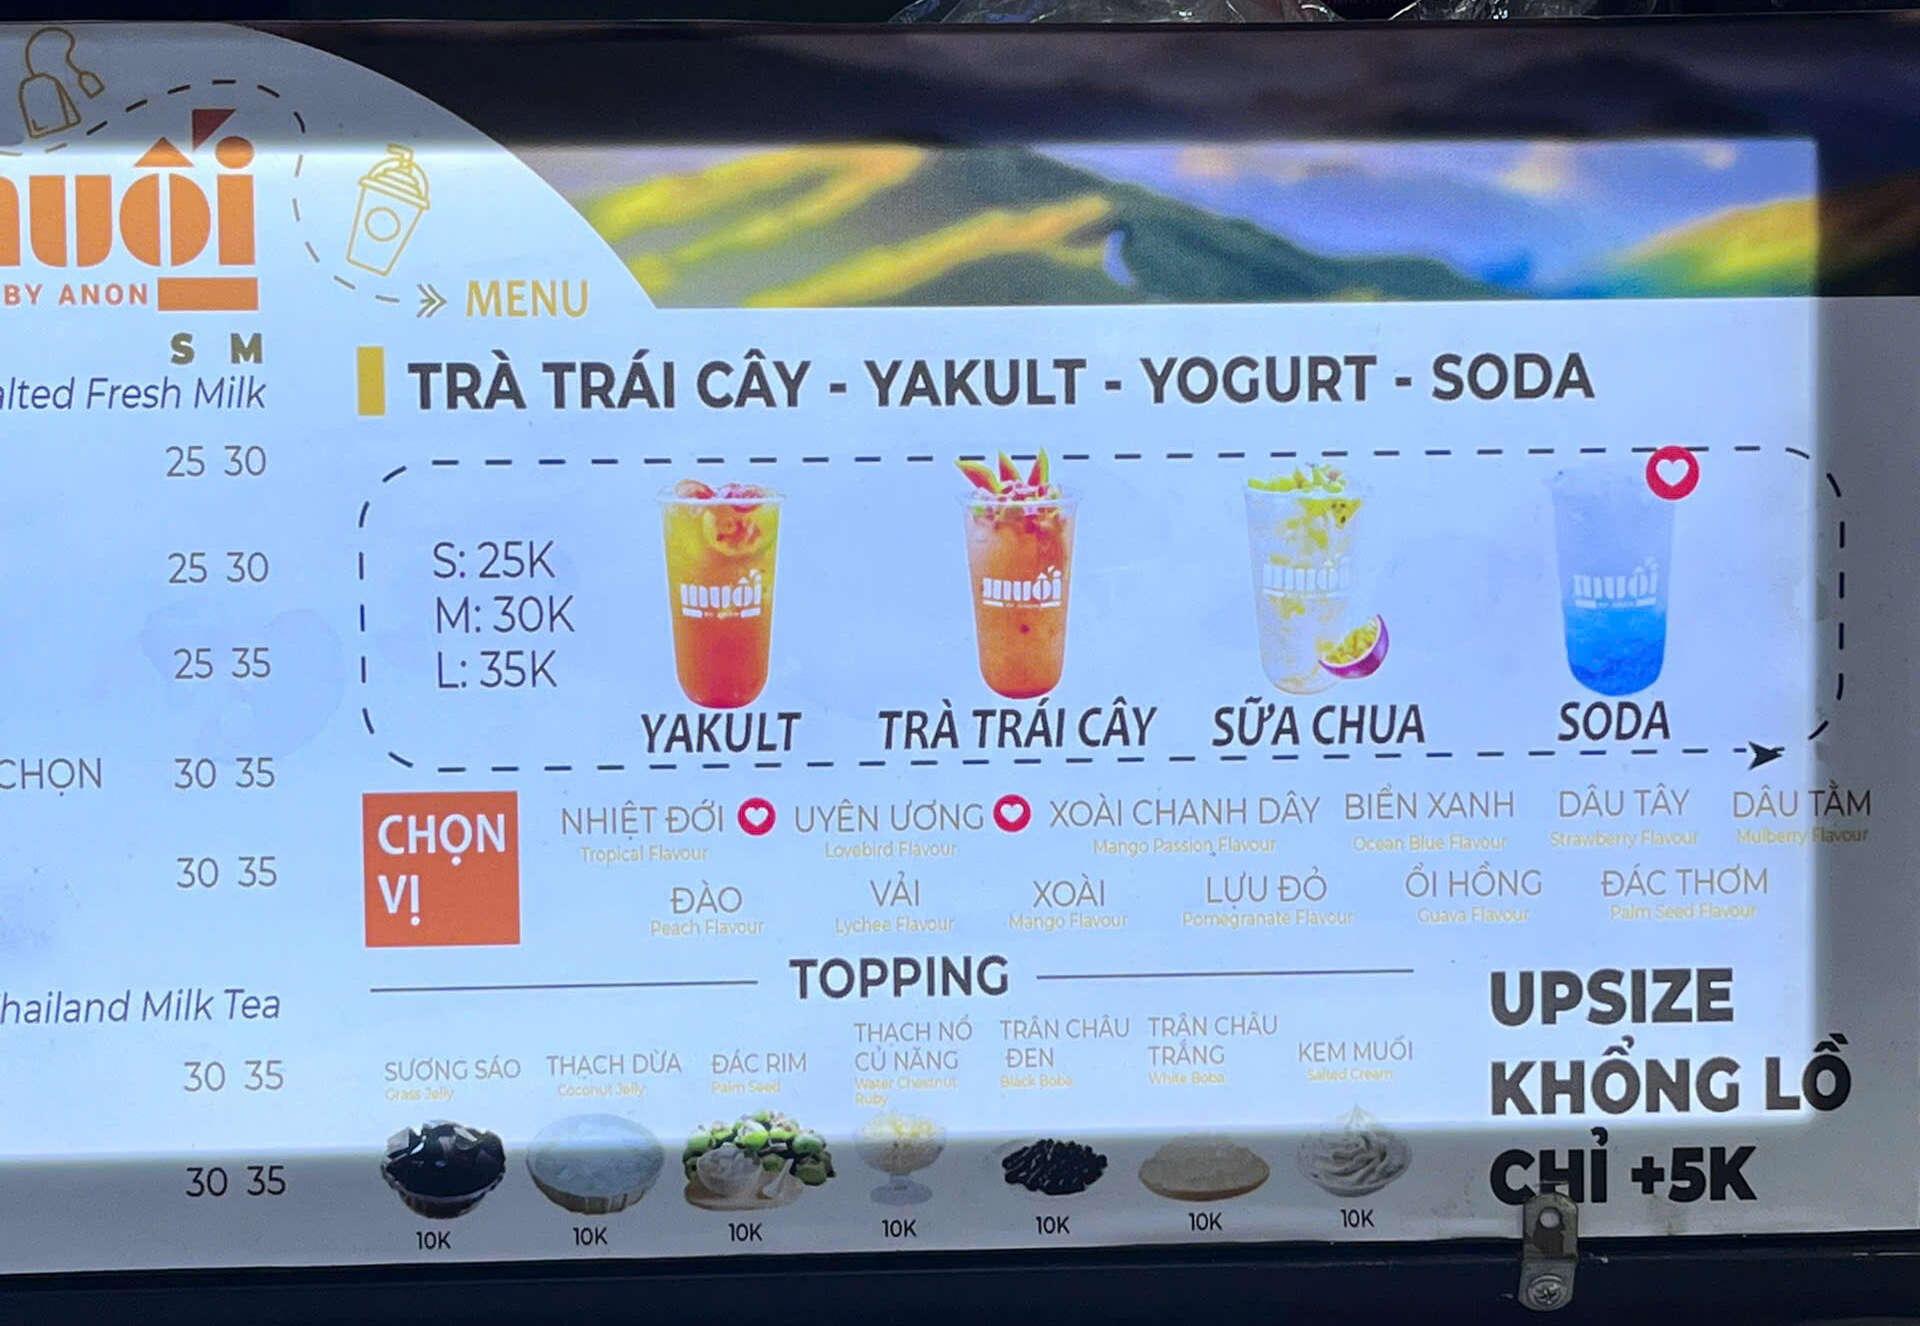 muối
BY ANON
MENU
S M
Fresh Milk
25 30
25 30
25 35
CHỌN 30 35
30 35
Milk Tea
30 35
30 35
TRÀ TRÁI CÂY - YAKULT - YOGURT - SODA
S: 25K
M: 30K
L: 35K
muối
muối
muối
muối
YAKULT
TRÀ TRÁI CÂY
SỮA CHUA
SODA
CHỌN
VỊ
NHIỆT ĐỚI
Tropical Flavour
UYÊN ƯƠNG
Lovebird Flavour
XOÀI CHANH DÂY
Mango Passion Flavour
BIỂN XANH
Ocean Blue Flavour
DÂU TÂY
Strawberry Flavour
DÂU TẰM
Mulberry Flavour
ĐÀO
Peach Flavour
VẢI
Lychee Flavour
XOÀI
Mango Flavour
LỰU ĐỎ
Pomegranate Flavour
ỔI HỒNG
Guava Flavour
ĐÁC THƠM
Palm Seed Flavour
TOPPING
SƯƠNG SÁO
Grass Jelly
10K
THẠCH DỪA
Coconut Jelly
10K
ĐÁC RIM
Palm Seed
10K
THẠCH NỔ
CỦ NĂNG
Water Chestnut
Ruby
10K
TRÂN CHÂU
ĐEN
Black Boba
10K
TRÂN CHÂU
TRẮNG
White Boba
10K
KEM MUỐI
Salted Cream
10K
UPSIZE
KHỔNG LỒ
CHỈ +5K